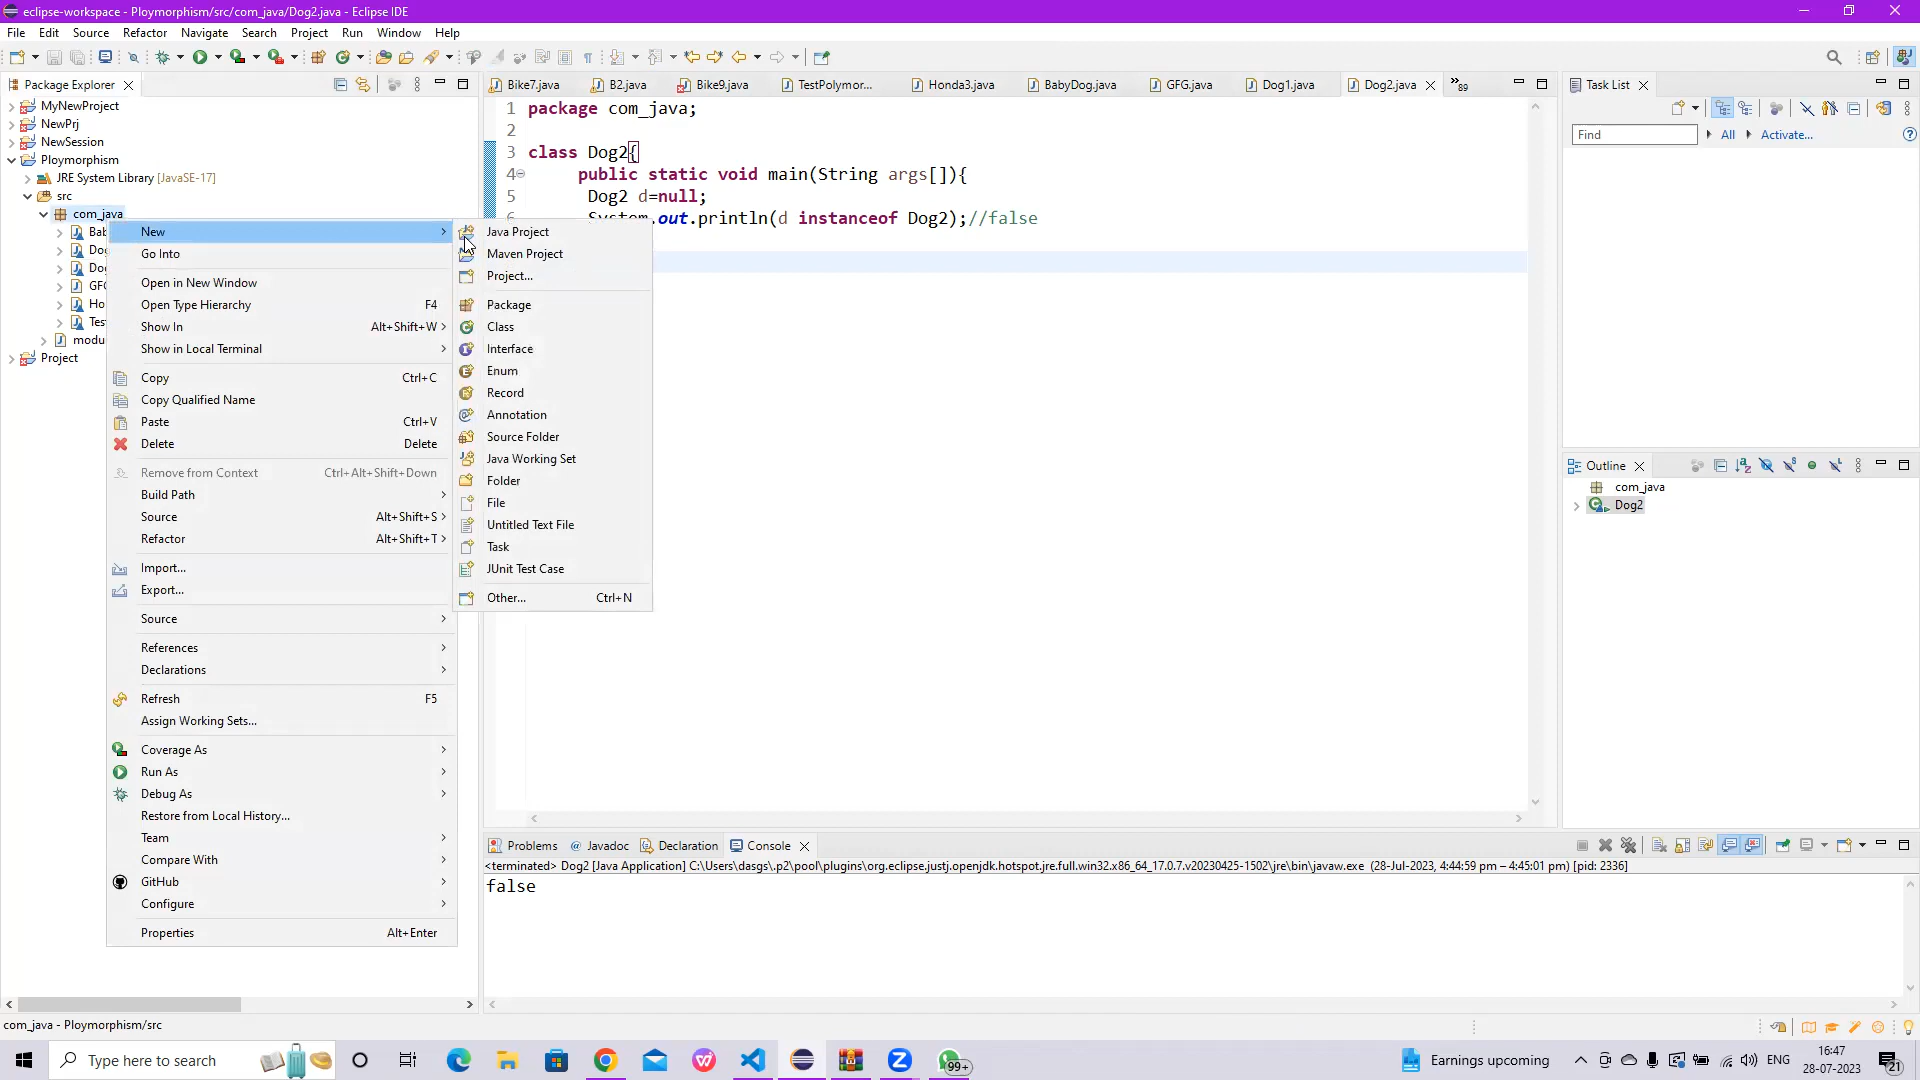 eclipse-workspace - Ploymorphism/src/com_java/Dog2.java - Eclipse IDE
File Edit Source Refactor Navigate Search Project Run Window Help
Package Explorer
MyNewProject
NewPrj
NewSession
Ploymorphism
JRE System Library [JavaSE-17]
src
com_java
Project
New
Go Into
Open in New Window
Open Type Hierarchy F4
Show In Alt+Shift+W
Show in Local Terminal
Copy Ctrl+C
Copy Qualified Name
Paste Ctrl+V
Delete Delete
Remove from Context Ctrl+Alt+Shift+Down
Build Path
Source Alt+Shift+S
Refactor Alt+Shift+T
Import...
Export...
Source
References
Declarations
Refresh F5
Assign Working Sets...
Coverage As
Run As
Debug As
Restore from Local History...
Team
Compare With
GitHub
Configure
Properties Alt+Enter
Java Project
Maven Project
Project...
Package
Class
Interface
Enum
Record
Annotation
Source Folder
Java Working Set
Folder
File
Untitled Text File
Task
JUnit Test Case
Other... Ctrl+N
Bike7.java B2.java Bike9.java TestPolymor... Honda3.java BabyDog.java GFG.java Dog1.java Dog2.java 89
1 package com_java;
2
3 class Dog2{
4 public static void main(String args[]){
5 Dog2 d=null;
System.out.println(d instanceof Dog2);//false
Task List
Find All Activate...
Outline
com_java
Dog2
Problems Javadoc Declaration Console
<terminated> Dog2 [Java Application] C:\Users\dasgs\.p2\pool\plugins\org.eclipse.justj.openjdk.hotspot.jre.full.win32.x86_64_17.0.7.v20230425-1502\jre\bin\javaw.exe (28-Jul-2023, 4:44:59 pm – 4:45:01 pm) [pid: 2336]
false
com_java - Ploymorphism/src
Type here to search
99+
Earnings upcoming
ENG
16:47
28-07-2023
21